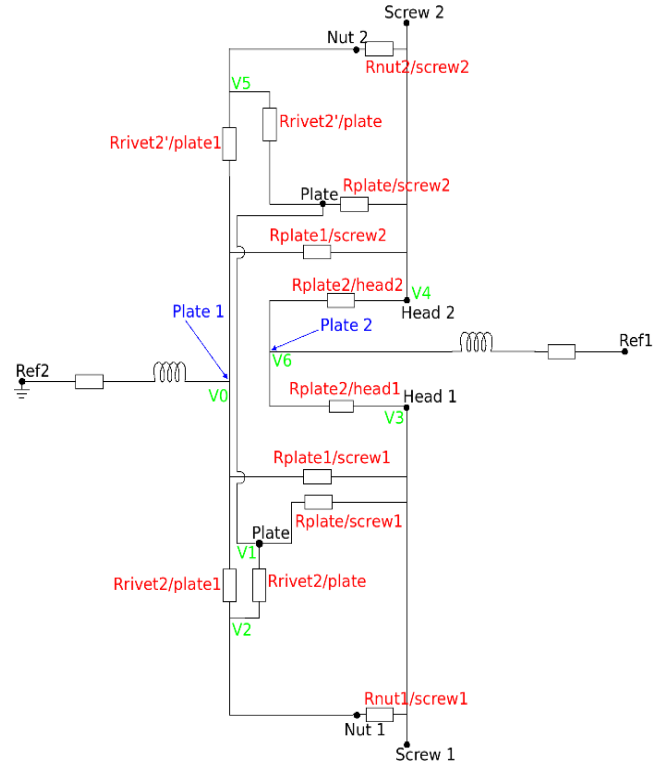 Screw 2
Nut 2
Rnut2/screw2
V5
Rrivet2'/plate
Rrivet2'/plate1
Rplate/screw2
Plate
Rplate1/screw2
Rplate2/head2
V4
Plate 1
Head 2
Plate 2
Ref1
V6
Ref2
V0
Rplate2/head1
Head 1
V3
Rplate1/screw1
Rplate/screw1
Plate
V1
Rrivet2/plate1
Rrivet2/plate
V2
Rnut1/screw1
Nut 1
Screw 1